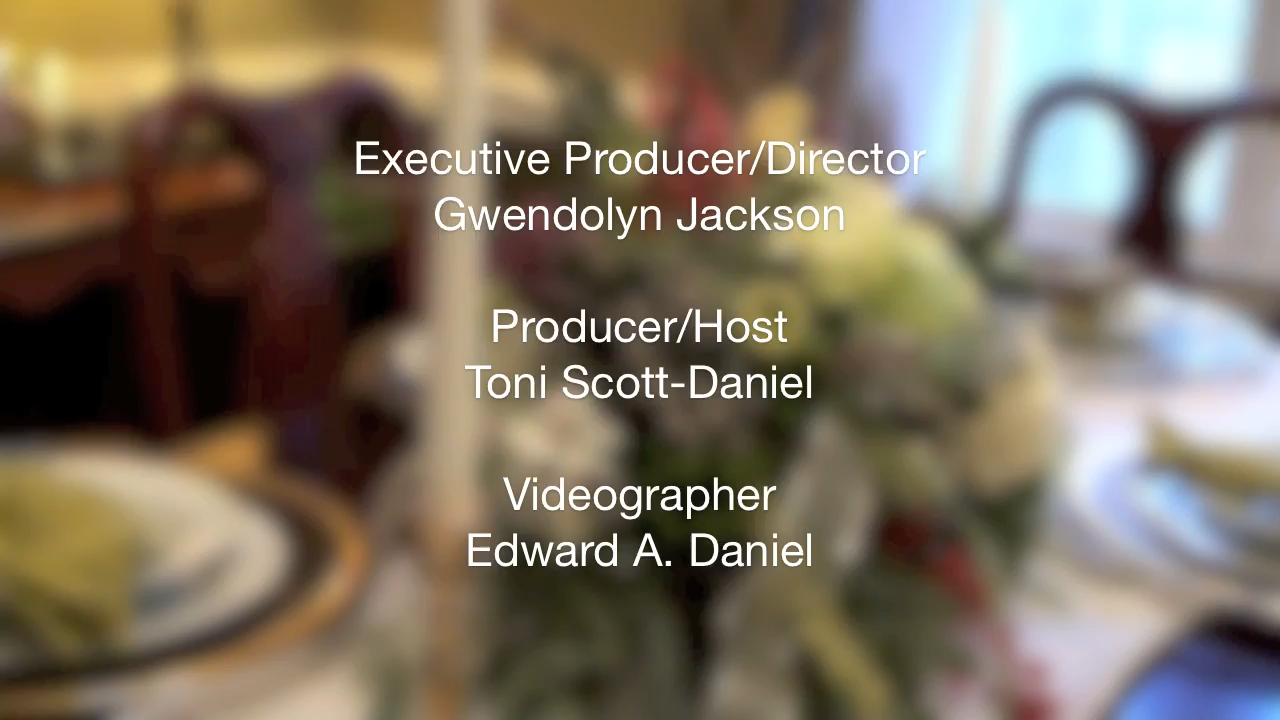 Executive Producer/Director
Gwendolyn Jackson
Producer/Host
Toni Scott-Daniel
Videographer
Edward A. Daniel